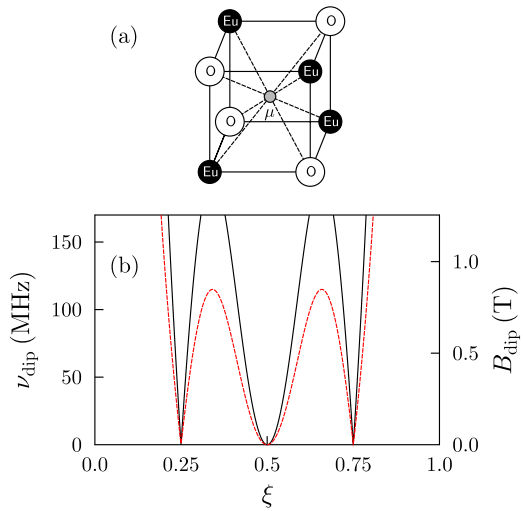 (a)
Eu O
O Eu
μ
O Eu
Eu O
(b)
150
100
50
0
ν_dip (MHz)
1.0
0.5
0.0
B_dip (T)
0.0 0.25 0.5 0.75 1.0
ξ